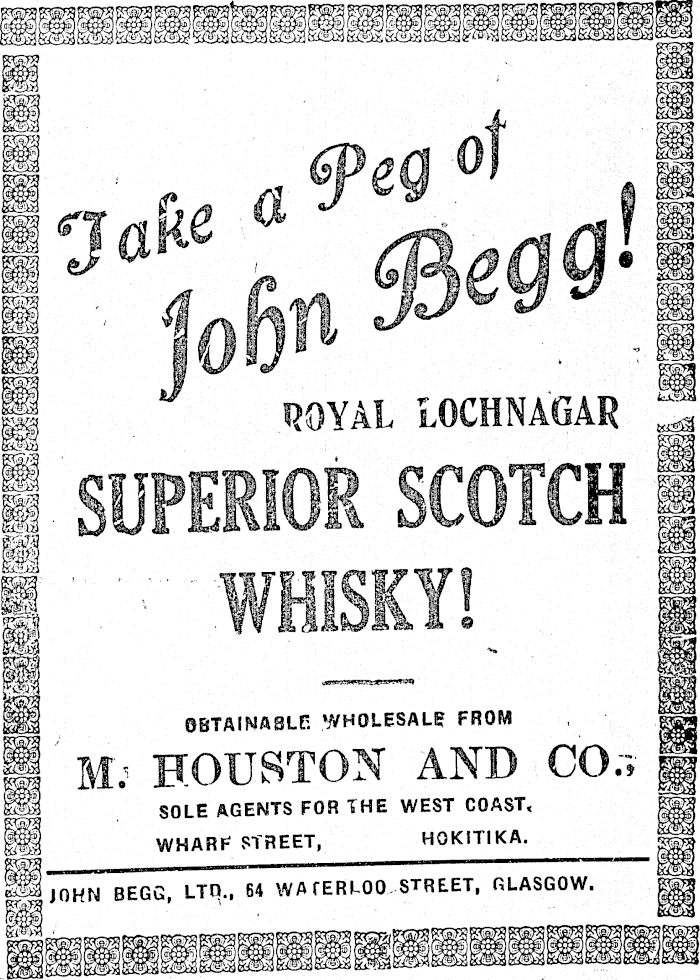 Take a Peg of
John Begg!
ROYAL LOCHNAGAR
SUPERIOR SCOTCH
WHISKY!
OBTAINABLE WHOLESALE FROM
M. HOUSTON AND CO.,
SOLE AGENTS FOR THE WEST COAST.
WHARF STREET, HOKITIKA.
JOHN BEGG, LTD., 64 WATERLOO STREET, GLASGOW.